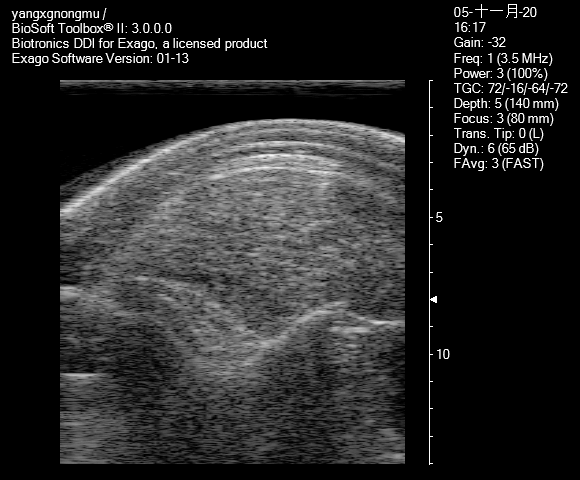 yangxgnongmu /
BioSoft Toolbox® II: 3.0.0.0
Biotronics DDI for Exago, a licensed product
Exago Software Version: 01-13
05-十一月-20
16:17
Gain: -32
Freq: 1 (3.5 MHz)
Power: 3 (100%)
TGC: 72/-16/-64/-72
Depth: 5 (140 mm)
Focus: 3 (80 mm)
Trans. Tip: 0 (L)
Dyn.: 6 (65 dB)
FAvg: 3 (FAST)
5
10